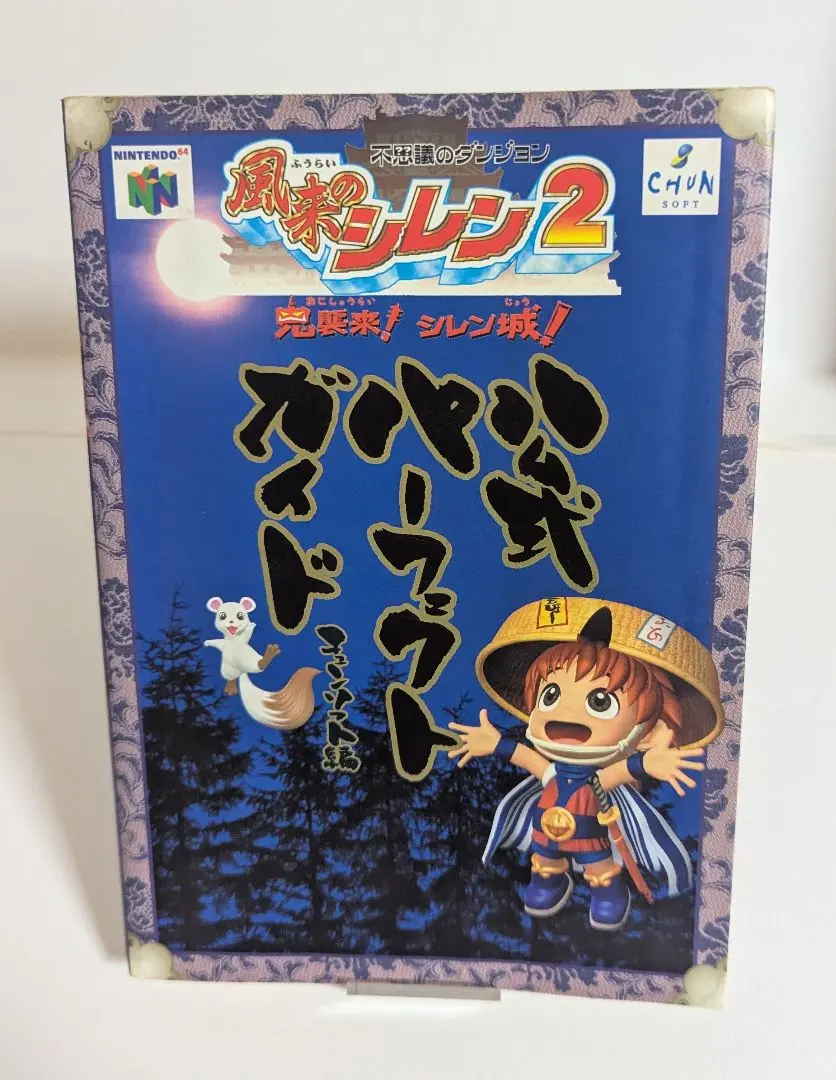 NINTENDO64
不思議のダンジョン
CHUN
SOFT
ふうらい
風来のシレン2
おにしゅうらい じょう
鬼襲来! シレン城!
公式
パーフェクト
ガイド
チュンソフト編